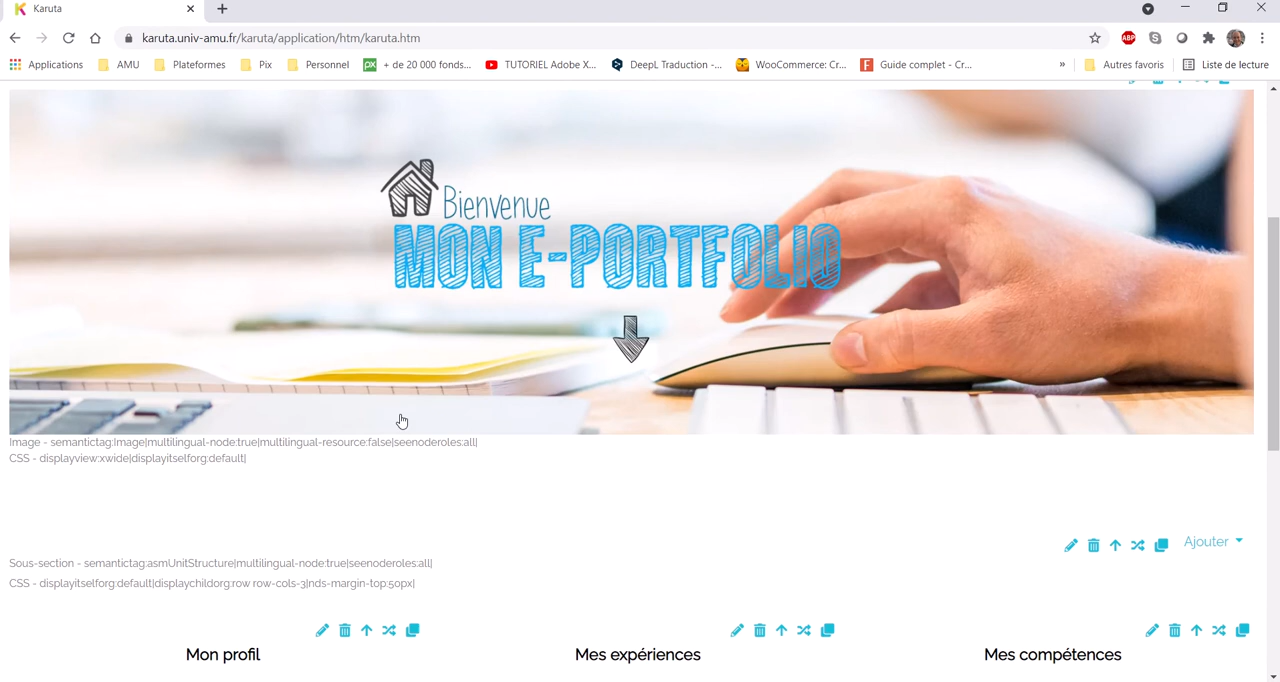 Karuta
karuta.univ-amu.fr/karuta/application/htm/karuta.htm
ABP
Applications AMU Plateformes Pix Personnel + de 20 000 fonds... TUTORIEL Adobe X... DeepL Traduction -... WooCommerce: Cr... Guide complet - Cr... » Autres favoris Liste de lecture
Bienvenue
MON E-PORTFOLIO
Image - semantictag:Image|multilingual-node:true|multilingual-resource:false|seenoderoles:all|
CSS - displayview:xwide|displayitselforg:default|
Ajouter
Sous-section - semantictag:asmUnitStructure|multilingual-node:true|seenoderoles:all|
CSS - displayitselforg:default|displaychildorg:row row-cols-3|nds-margin-top:50px|
Mon profil Mes expériences Mes compétences